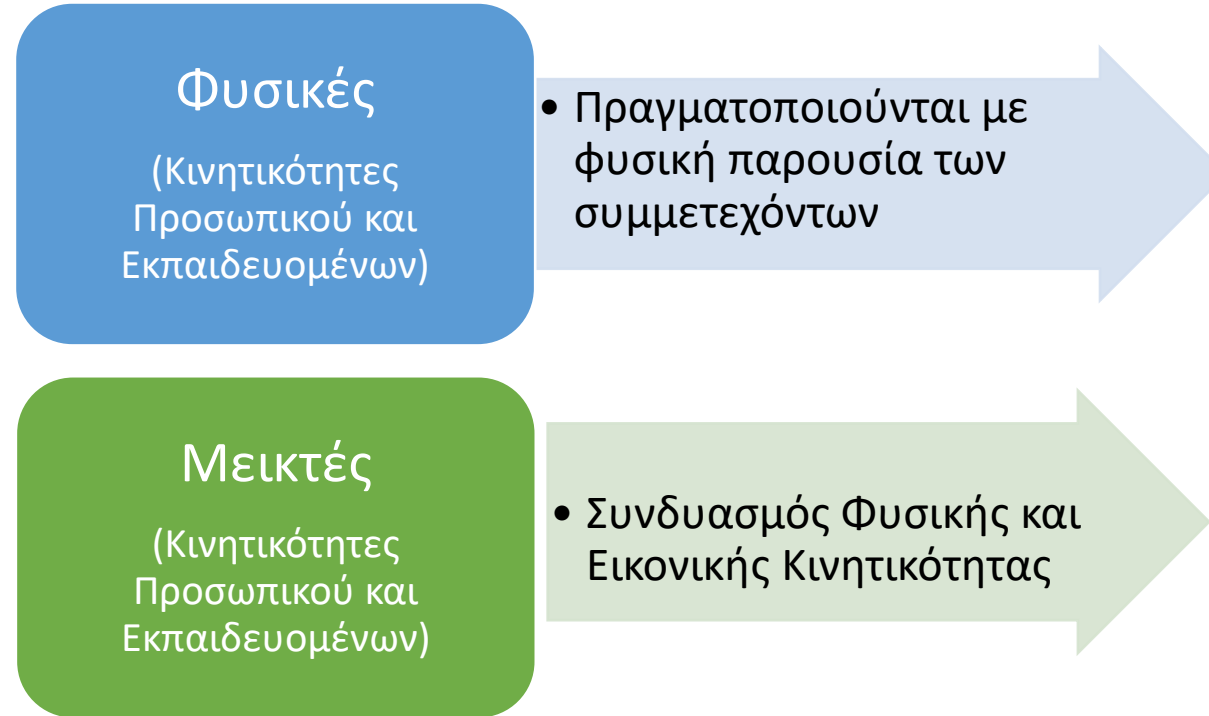 Φυσικές
(Κινητικότητες
Προσωπικού και
Εκπαιδευομένων)
• Πραγματοποιούνται με
φυσική παρουσία των
συμμετεχόντων
Μεικτές
(Κινητικότητες
Προσωπικού και
Εκπαιδευομένων)
• Συνδυασμός Φυσικής και
Εικονικής Κινητικότητας